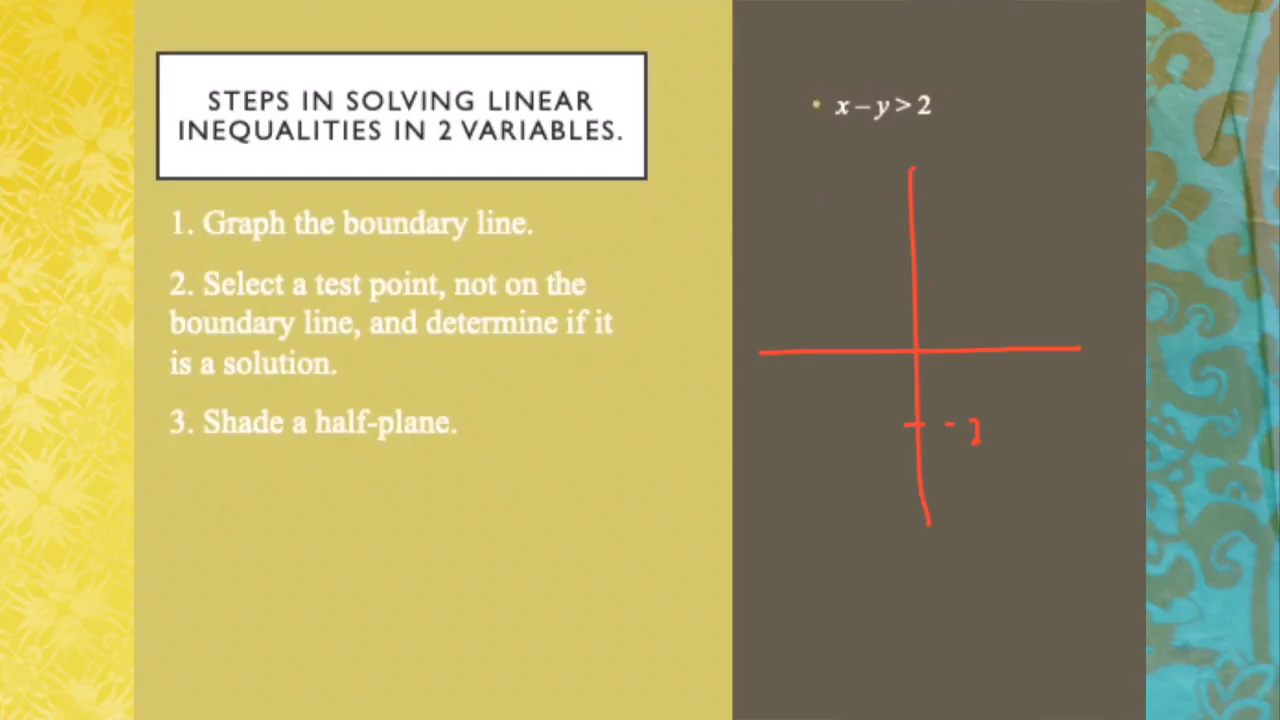 STEPS IN SOLVING LINEAR
INEQUALITIES IN 2 VARIABLES.
1. Graph the boundary line.
2. Select a test point, not on the
boundary line, and determine if it
is a solution.
3. Shade a half-plane.
• x – y > 2